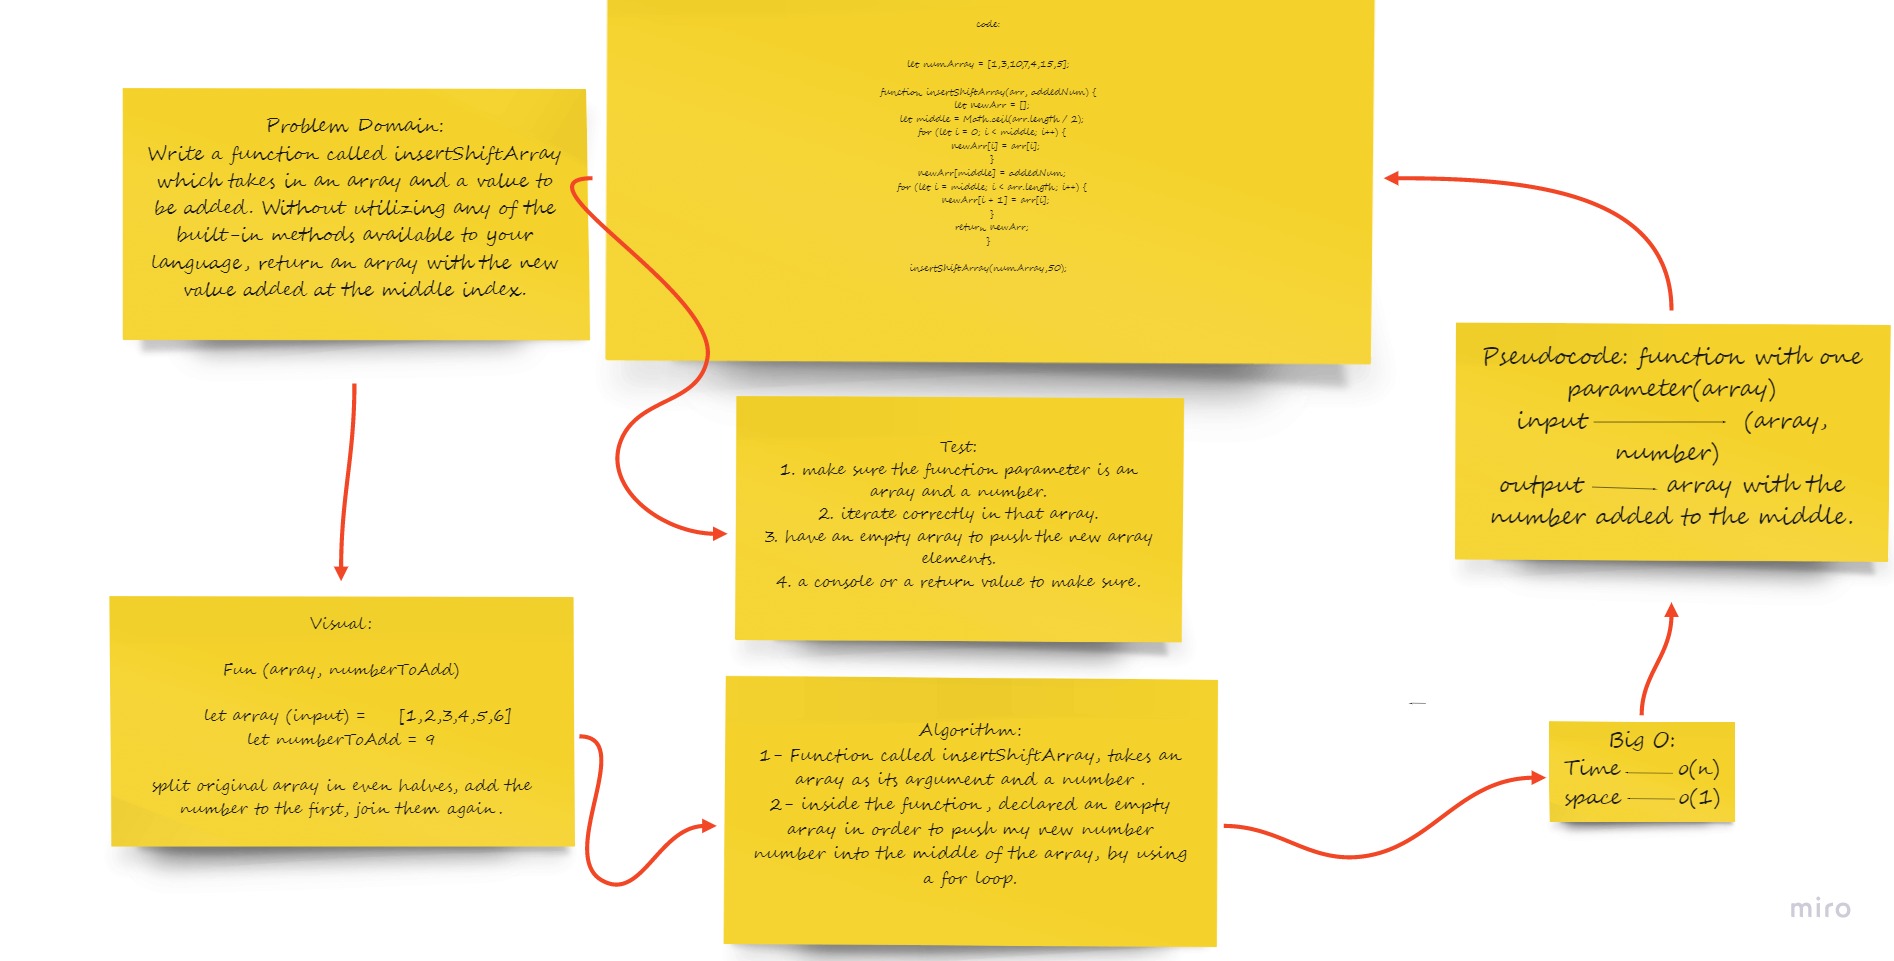 Problem Domain:
Write a function called insertShiftArray
which takes in an array and a value to
be added. Without utilizing any of the
built-in methods available to your
language, return an array with the new
value added at the middle index.
Visual:
Fun (array, numberToAdd)
let array (input) = [1,2,3,4,5,6]
let numberToAdd = 9
split original array in even halves, add the
number to the first, join them again.
Algorithm:
1- Function called insertShiftArray, takes an
array as its argument and a number .
2- inside the function , declared an empty
array in order to push my new number
number into the middle of the array, by using
a for loop.
Big O:
Time o(n)
space o(1)
Pseudocode: function with one
parameter(array)
input (array,
number)
output array with the
number added to the middle.
code:
let numArray = [1,3,10,7,4,15,5];
function insertShiftArray(arr, addedNum) {
let newArr = [];
let middle = Math.ceil(arr.length / 2);
for (let i = 0; i < middle; i++) {
newArr[i] = arr[i];
}
newArr[middle] = addedNum;
for (let i = middle; i < arr.length; i++) {
newArr[i + 1] = arr[i];
}
return newArr;
}
insertShiftArray(numArray,50);
Test:
1. make sure the function parameter is an
array and a number.
2. iterate correctly in that array.
3. have an empty array to push the new array
elements.
4. a console or a return value to make sure.
miro